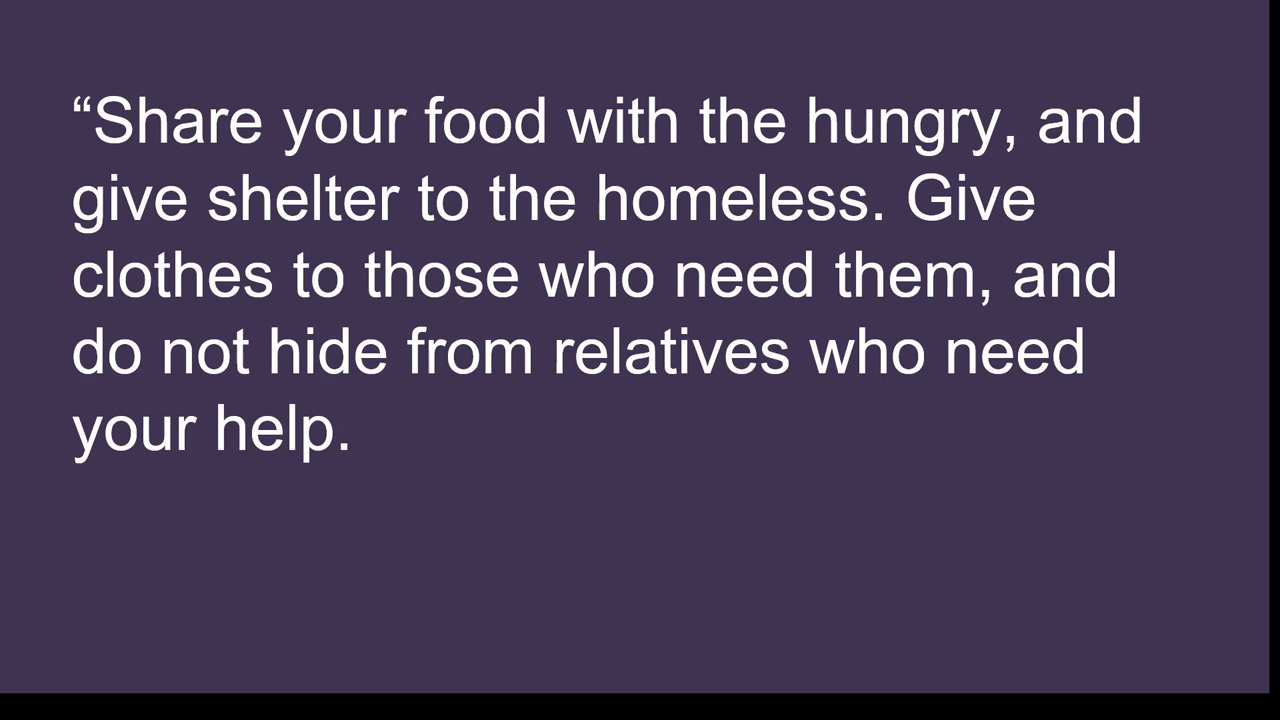 “Share your food with the hungry, and
give shelter to the homeless. Give
clothes to those who need them, and
do not hide from relatives who need
your help.